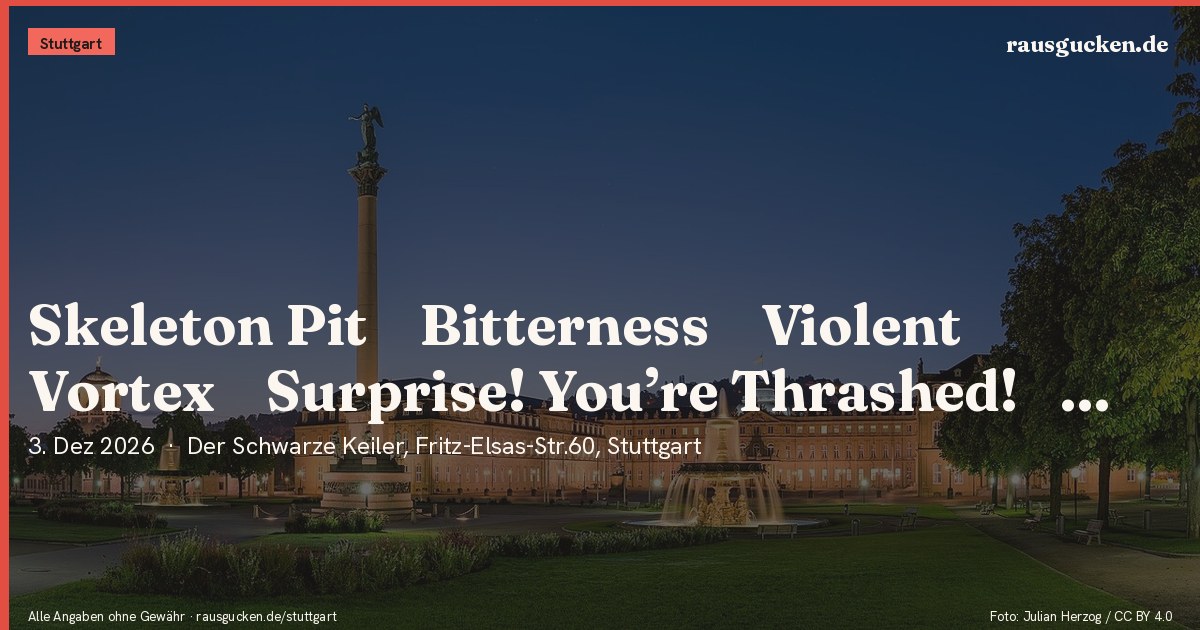 Stuttgart
rausgucken.de
Skeleton Pit Bitterness Violent
Vortex Surprise! You’re Thrashed! ...
3. Dez 2026 · Der Schwarze Keiler, Fritz-Elsas-Str.60, Stuttgart
Alle Angaben ohne Gewähr · rausgucken.de/stuttgart
Foto: Julian Herzog / CC BY 4.0